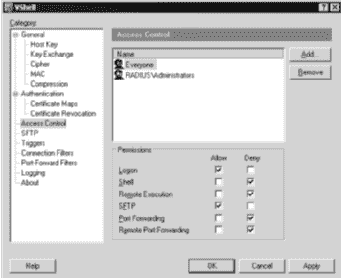 VShell
Category
General
Host Key
Key Exchange
Cipher
MAC
Compression
Authentication
Certificate Maps
Certificate Revocation
Access Control
SFTP
Triggers
Connection Filters
Port-Forward Filters
Logging
About
Access Control
Name
Everyone
RADIUS\Administrators
Add...
Remove
Permissions
Allow Deny
Logon
Shell
Remote Execution
SFTP
Port Forwarding
Remote Port Forwarding
Help OK Cancel Apply